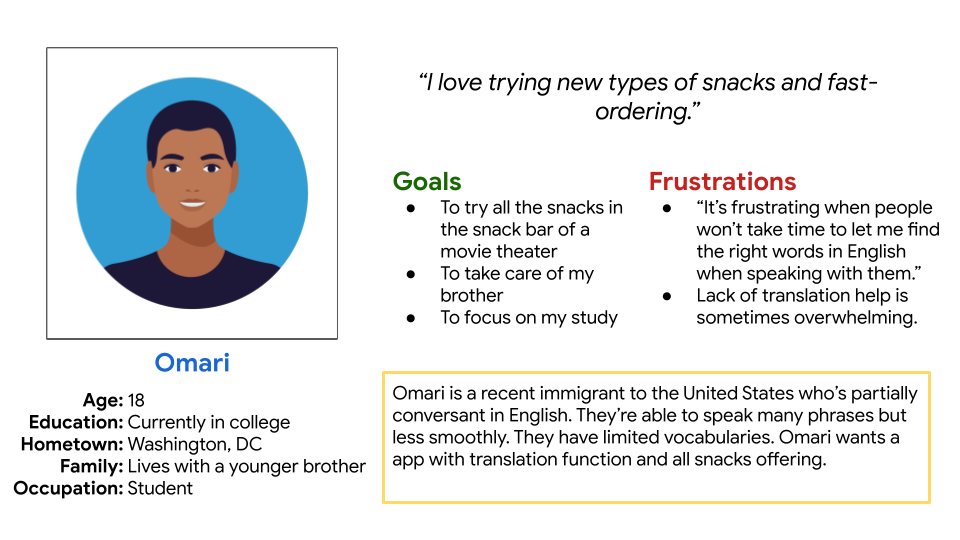 “I love trying new types of snacks and fast-
ordering.”
Goals
● To try all the snacks in
the snack bar of a
movie theater
● To take care of my
brother
● To focus on my study
Frustrations
● “It’s frustrating when people
won’t take time to let me find
the right words in English
when speaking with them.”
● Lack of translation help is
sometimes overwhelming.
Omari
Age: 18
Education: Currently in college
Hometown: Washington, DC
Family: Lives with a younger brother
Occupation: Student
Omari is a recent immigrant to the United States who’s partially
conversant in English. They’re able to speak many phrases but
less smoothly. They have limited vocabularies. Omari wants a
app with translation function and all snacks offering.